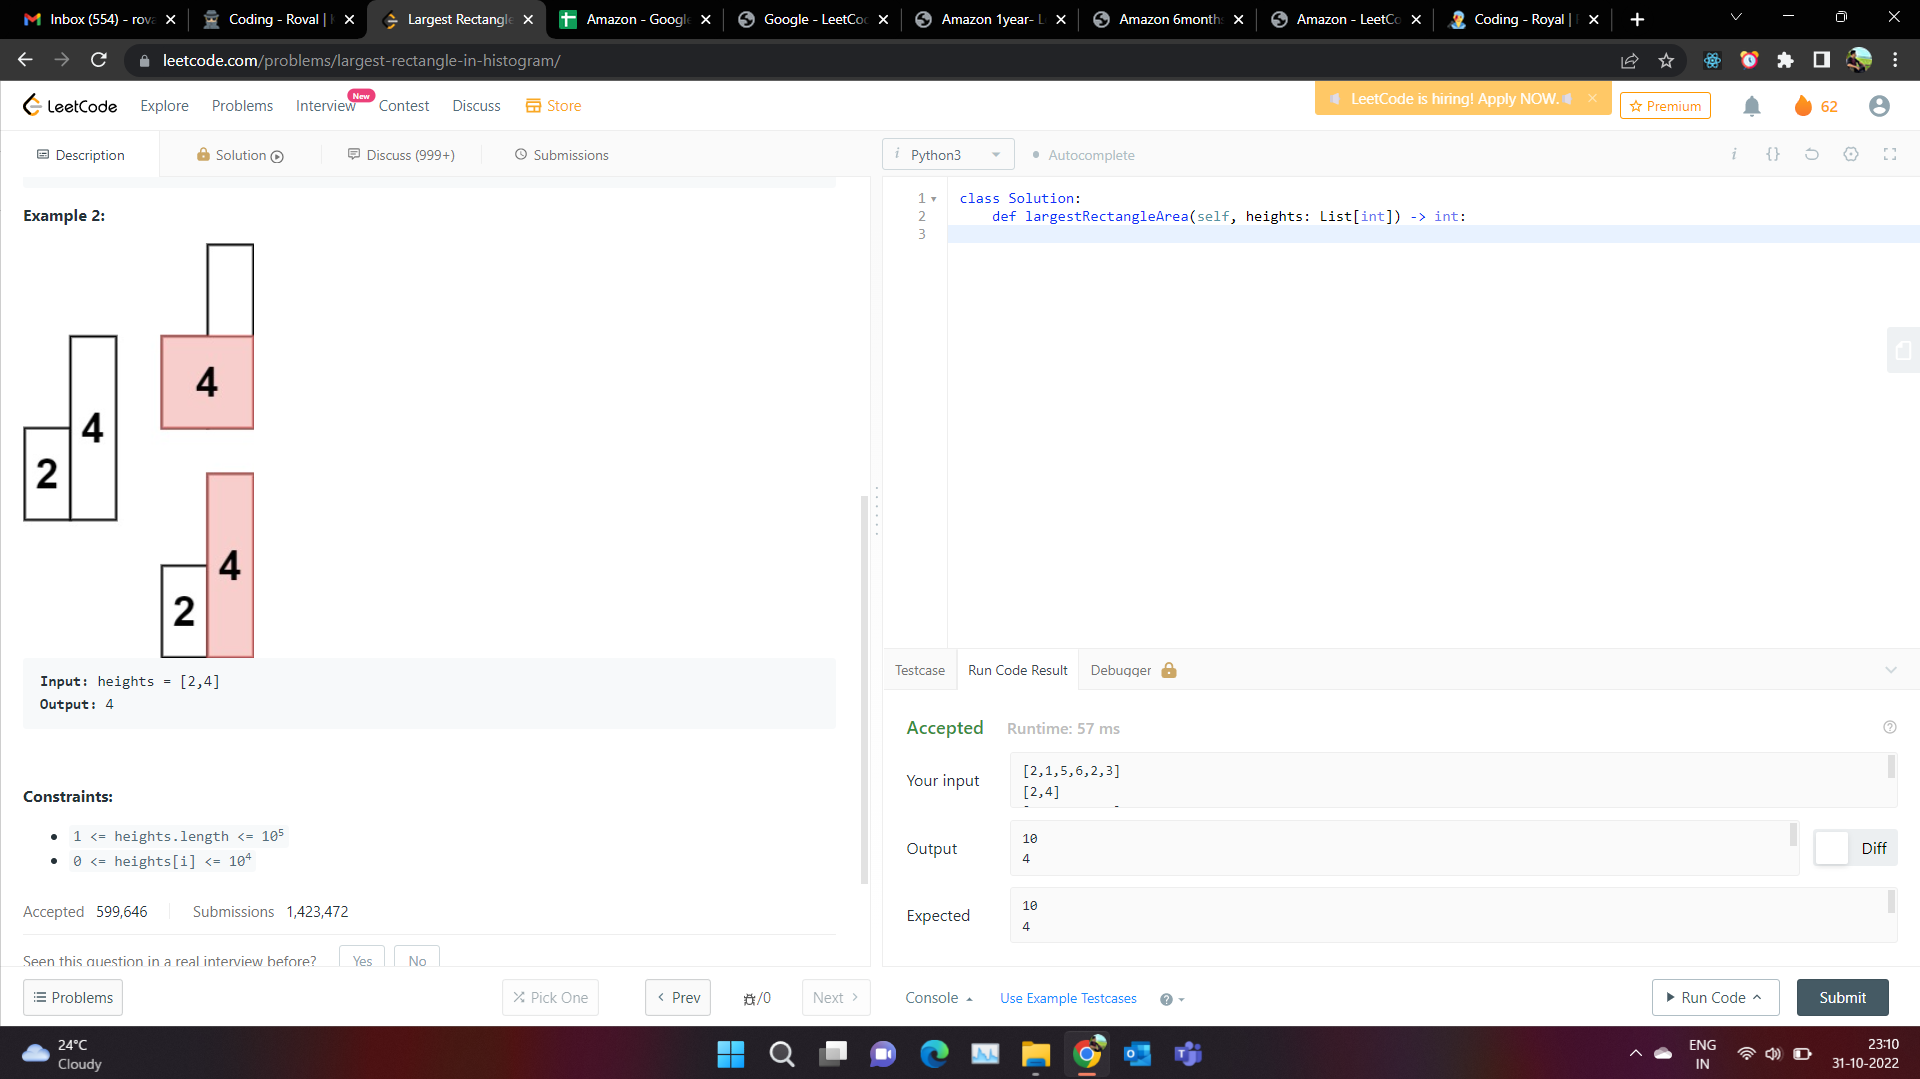 Inbox (554) - rova
Coding - Roval |
Largest Rectangle
Amazon - Google
Google - LeetCo
Amazon 1year- L
Amazon 6months
Amazon - LeetCo
Coding - Royal |
leetcode.com/problems/largest-rectangle-in-histogram/
LeetCode
Explore
Problems
Interview
New
Contest
Discuss
Store
LeetCode is hiring! Apply NOW.
Premium
62
Description
Solution
Discuss (999+)
Submissions
i
Python3
Autocomplete
i
{}
Example 2:
4
4
2
4
2
Input: heights = [2,4]
Output: 4
Constraints:
1 <= heights.length <= 10⁵
0 <= heights[i] <= 10⁴
Accepted 599,646
Submissions 1,423,472
Seen this question in a real interview before?
Yes
No
1 class Solution:
2 def largestRectangleArea(self, heights: List[int]) -> int:
3
Testcase
Run Code Result
Debugger
Accepted
Runtime: 57 ms
Your input
[2,1,5,6,2,3]
[2,4]
Output
10
4
Diff
Expected
10
4
Problems
Pick One
Prev
/0
Next
Console
Use Example Testcases
Run Code
Submit
24°C
Cloudy
ENG
IN
23:10
31-10-2022